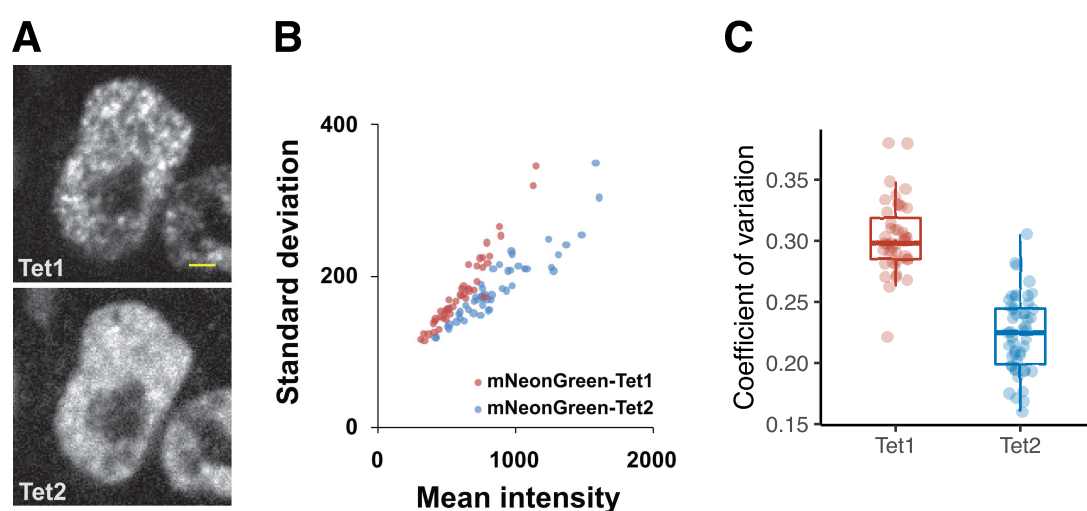 A
Tet1
Tet2
B
Standard deviation
400
200
0
mNeonGreen-Tet1
mNeonGreen-Tet2
0
1000
2000
Mean intensity
C
Coefficient of variation
0.35
0.30
0.25
0.20
0.15
Tet1
Tet2